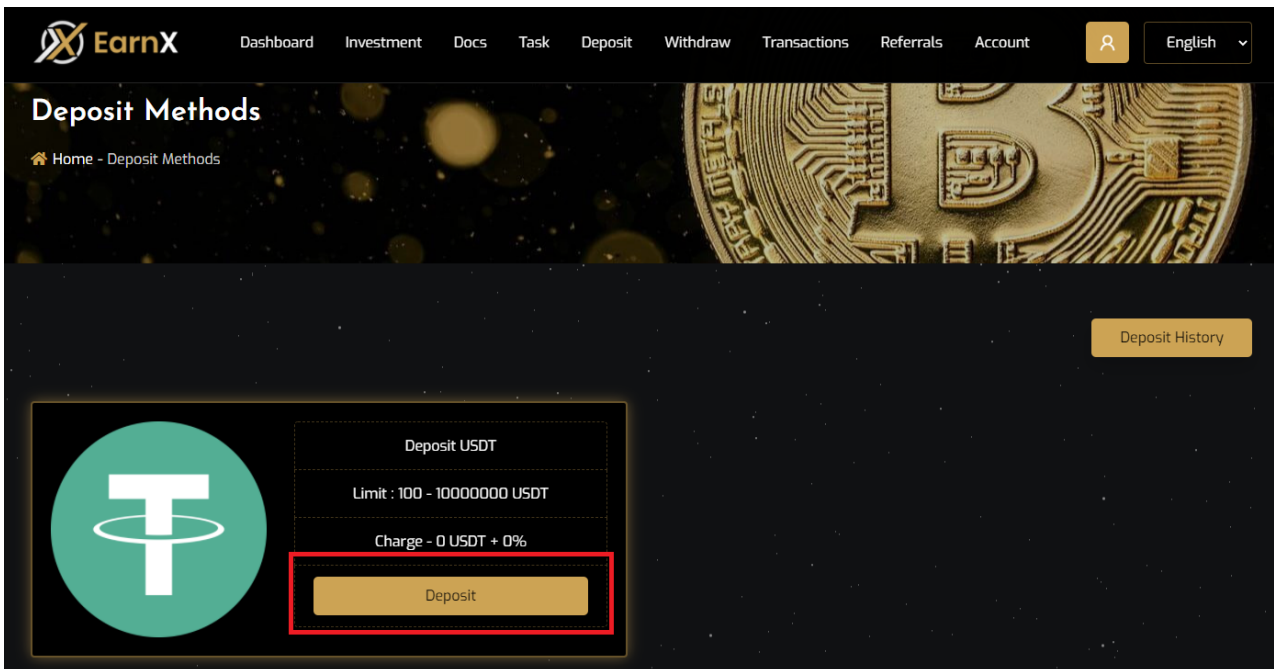 EarnX
Dashboard Investment Docs Task Deposit Withdraw Transactions Referrals Account English
Deposit Methods
Home - Deposit Methods
Deposit History
Deposit USDT
Limit : 100 - 10000000 USDT
Charge - 0 USDT + 0%
Deposit